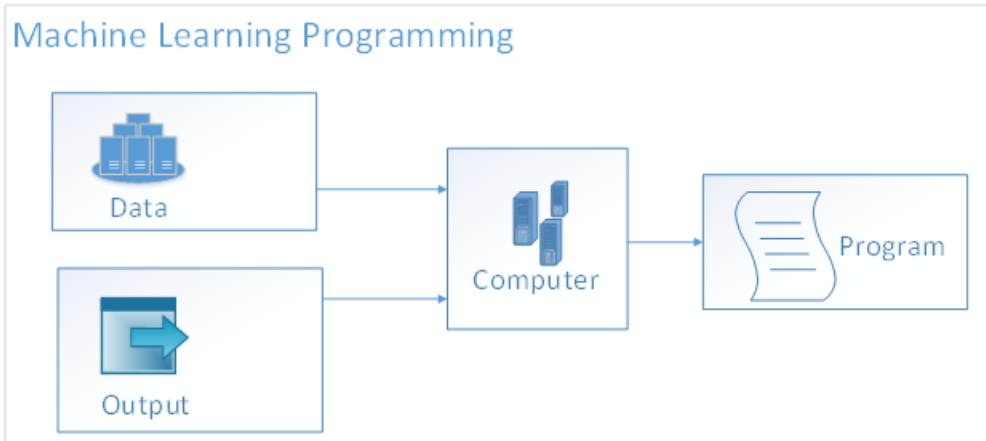 Machine Learning Programming
Data
Output
Computer
Program